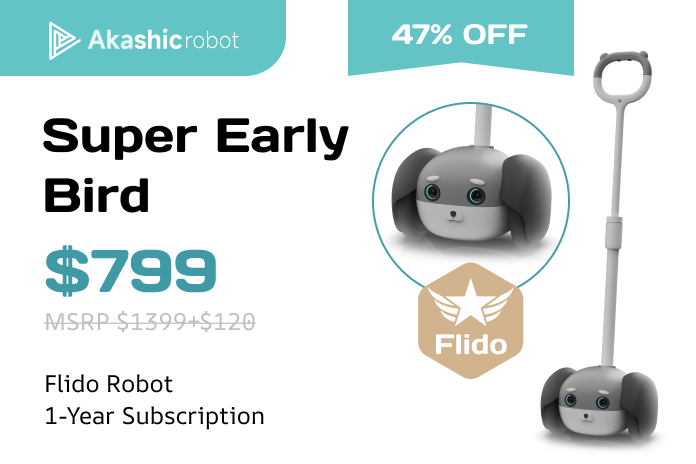 Akashicrobot
47% OFF
Super Early
Bird
$799
MSRP $1399+$120
Flido
Flido Robot
1-Year Subscription